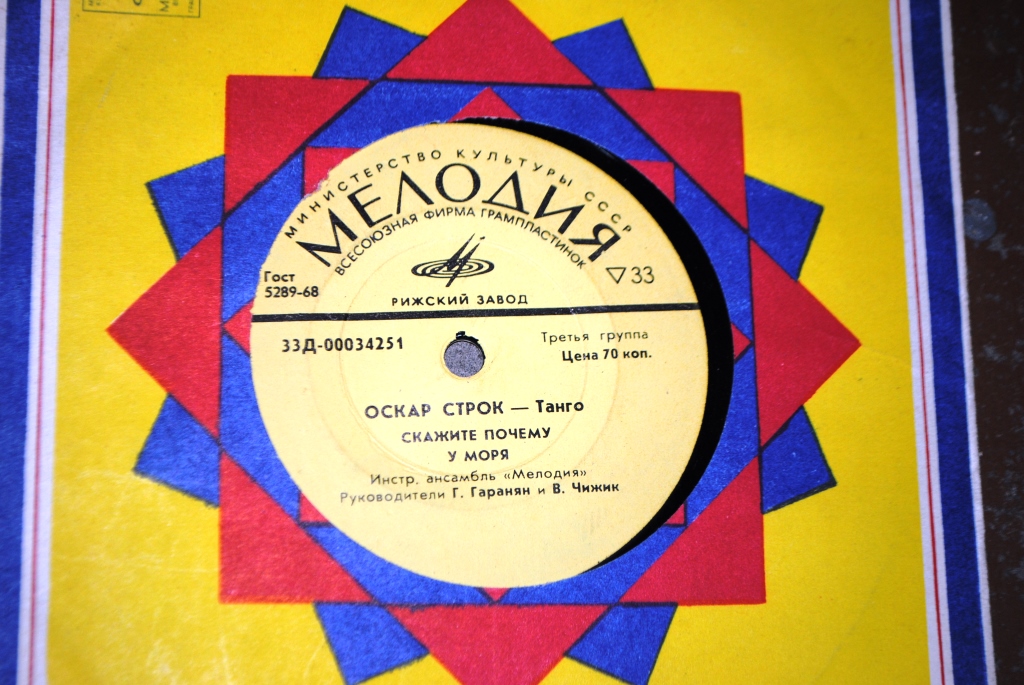 МИНИСТЕРСТВО КУЛЬТУРЫ СССР
МЕЛОДИЯ
ВСЕСОЮЗНАЯ ФИРМА ГРАМПЛАСТИНОК
Гост
5289-68
33
РИЖСКИЙ ЗАВОД
33Д-00034251
Третья группа
Цена 70 коп.
ОСКАР СТРОК — Танго
СКАЖИТЕ ПОЧЕМУ
У МОРЯ
Инстр. ансамбль «Мелодия»
Руководители Г. Гаранян и В. Чижик